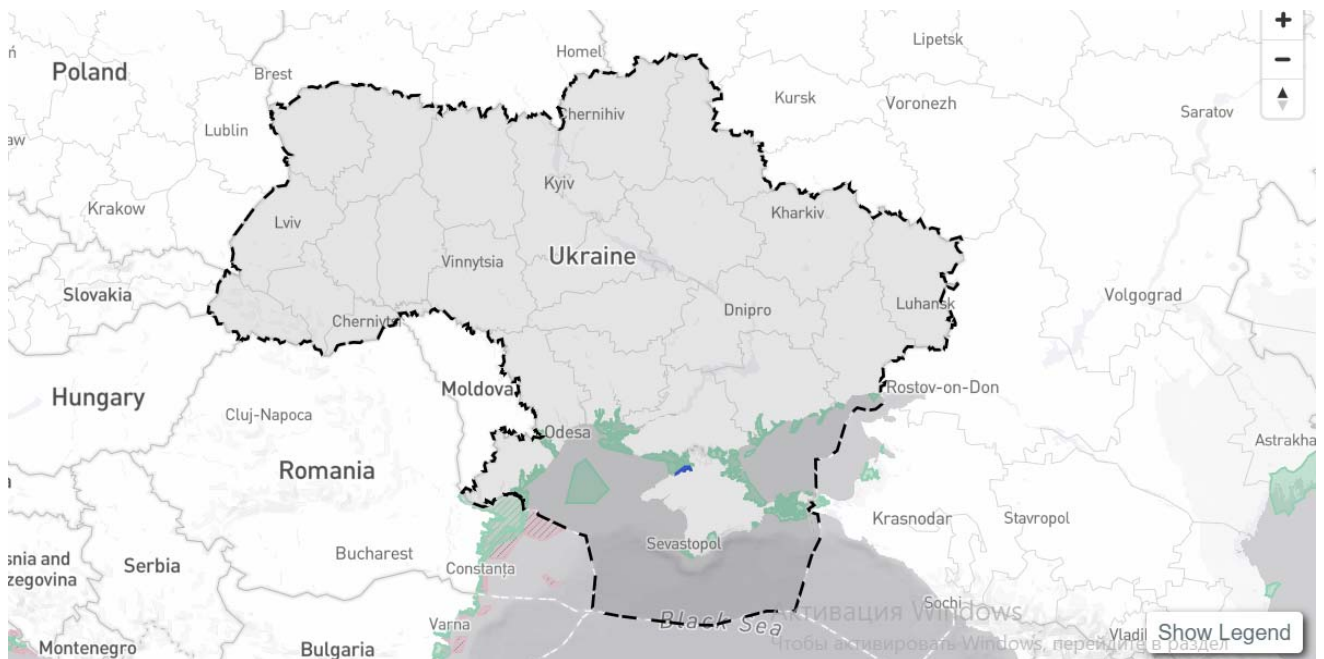 +
Lipetsk
Homel
Poland
Brest
−
Kursk
Voronezh
Saratov
Chernihiv
Lublin
aw
Kyiv
Krakow
Lviv
Kharkiv
Ukraine
Vinnytsia
Slovakia
Volgograd
Luhansk
Dnipro
Chernivtsi
Moldova
Rostov-on-Don
Hungary
Cluj-Napoca
Odesa
Astrakha
Romania
Krasnodar
Stavropol
Sevastopol
Bucharest
snia and
zegovina
Serbia
Constanța
Sochi
Активация Windows
Black Sea
Varna
Montenegro
Bulgaria
Чтобы активировать Windows, перейдите в раздел
Vladil
Show Legend